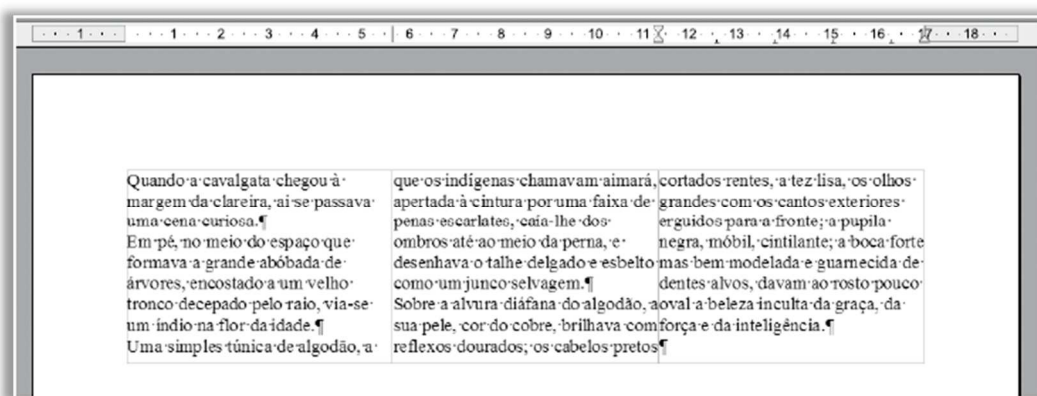 1 1 2 3 4 5 6 7 8 9 10 11 12 13 14 15 16 17 18
Quando a cavalgata chegou à
margem da clareira, ai se passava
uma cena curiosa.¶
Em pé, no meio do espaço que
formava a grande abóbada de
árvores, encostado a um velho
tronco decepado pelo raio, via-se
um índio na flor da idade.¶
Uma simples túnica de algodão, a
que os indígenas chamavam aimará,
apertada à cintura por uma faixa de
penas escarlates, caía-lhe dos
ombros até ao meio da perna, e
desenhava o talhe delgado e esbelto
como um junco selvagem.¶
Sobre a alvura diáfana do algodão, a
sua pele, cor do cobre, brilhava com
reflexos dourados; os cabelos pretos
cortados rentes, a tez lisa, os olhos
grandes com os cantos exteriores
erguidos para a fronte; a pupila
negra, móbil, cintilante; a boca forte
mas bem modelada e guarnecida de
dentes alvos, davam ao rosto pouco
oval a beleza inculta da graça, da
força e da inteligência.¶
¶